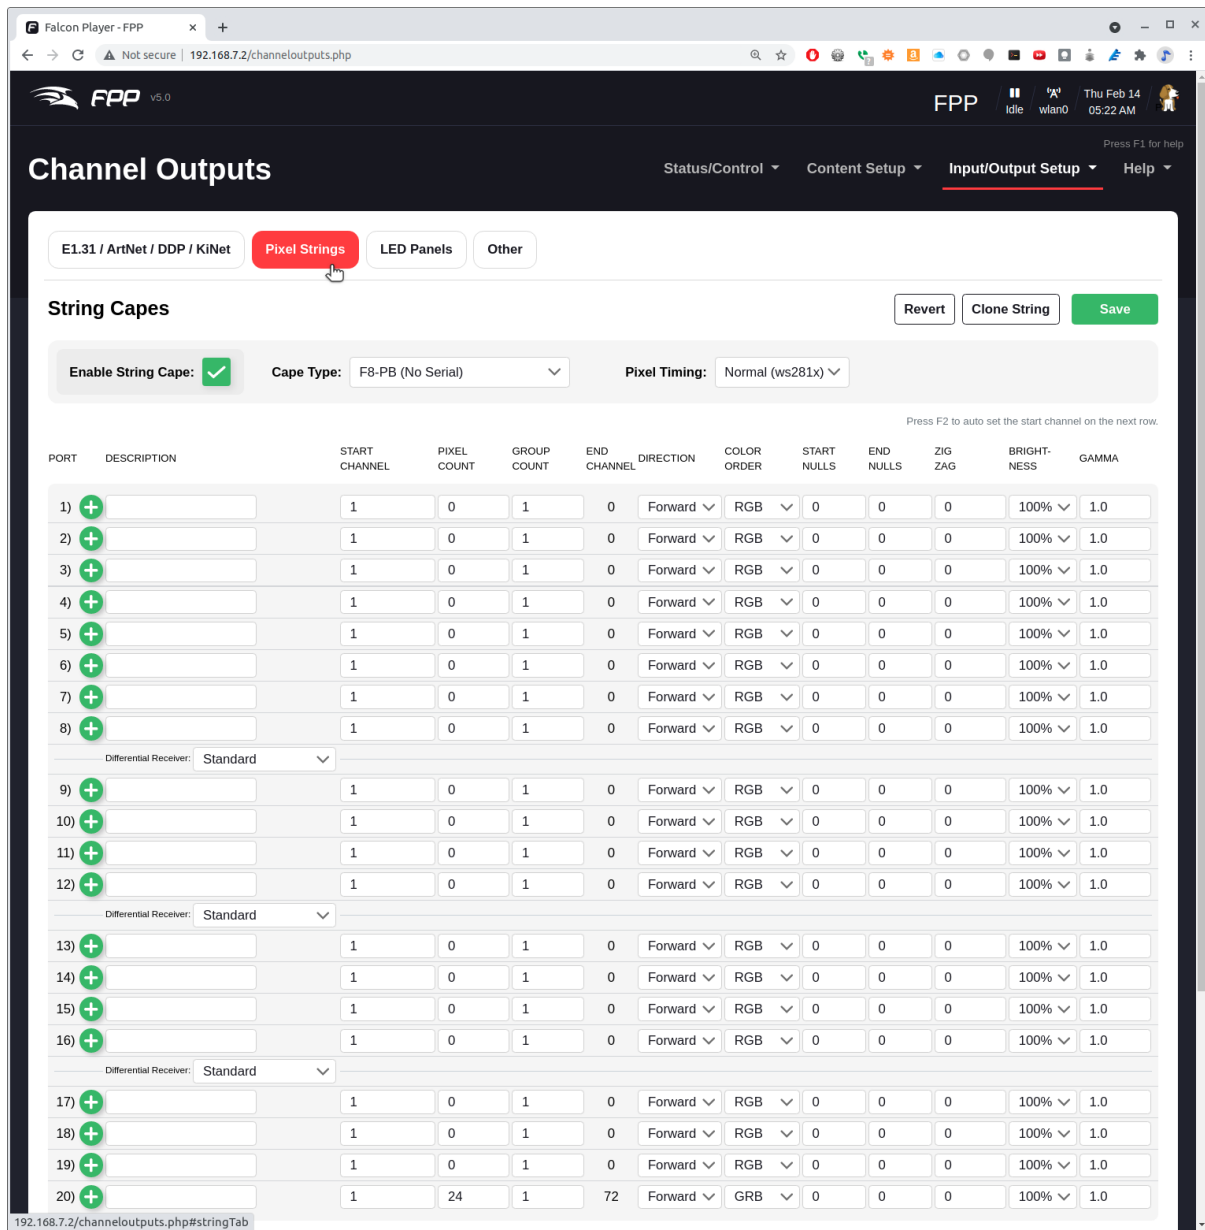 Falcon Player - FPP × +
Not secure | 192.168.7.2/channeloutputs.php
FPP v5.0
FPP Idle wlan0 Thu Feb 14 05:22 AM
Press F1 for help
Channel Outputs Status/Control Content Setup Input/Output Setup Help
E1.31 / ArtNet / DDP / KiNet Pixel Strings LED Panels Other
String Capes Revert Clone String Save
Enable String Cape: Cape Type: F8-PB (No Serial) Pixel Timing: Normal (ws281x)
Press F2 to auto set the start channel on the next row.
PORT DESCRIPTION START CHANNEL PIXEL COUNT GROUP COUNT END CHANNEL DIRECTION COLOR ORDER START NULLS END NULLS ZIG ZAG BRIGHT-NESS GAMMA
1) 1 0 1 0 Forward RGB 0 0 0 100% 1.0
2) 1 0 1 0 Forward RGB 0 0 0 100% 1.0
3) 1 0 1 0 Forward RGB 0 0 0 100% 1.0
4) 1 0 1 0 Forward RGB 0 0 0 100% 1.0
5) 1 0 1 0 Forward RGB 0 0 0 100% 1.0
6) 1 0 1 0 Forward RGB 0 0 0 100% 1.0
7) 1 0 1 0 Forward RGB 0 0 0 100% 1.0
8) 1 0 1 0 Forward RGB 0 0 0 100% 1.0
Differential Receiver: Standard
9) 1 0 1 0 Forward RGB 0 0 0 100% 1.0
10) 1 0 1 0 Forward RGB 0 0 0 100% 1.0
11) 1 0 1 0 Forward RGB 0 0 0 100% 1.0
12) 1 0 1 0 Forward RGB 0 0 0 100% 1.0
Differential Receiver: Standard
13) 1 0 1 0 Forward RGB 0 0 0 100% 1.0
14) 1 0 1 0 Forward RGB 0 0 0 100% 1.0
15) 1 0 1 0 Forward RGB 0 0 0 100% 1.0
16) 1 0 1 0 Forward RGB 0 0 0 100% 1.0
Differential Receiver: Standard
17) 1 0 1 0 Forward RGB 0 0 0 100% 1.0
18) 1 0 1 0 Forward RGB 0 0 0 100% 1.0
19) 1 0 1 0 Forward RGB 0 0 0 100% 1.0
20) 1 24 1 72 Forward GRB 0 0 0 100% 1.0
192.168.7.2/channeloutputs.php#stringTab